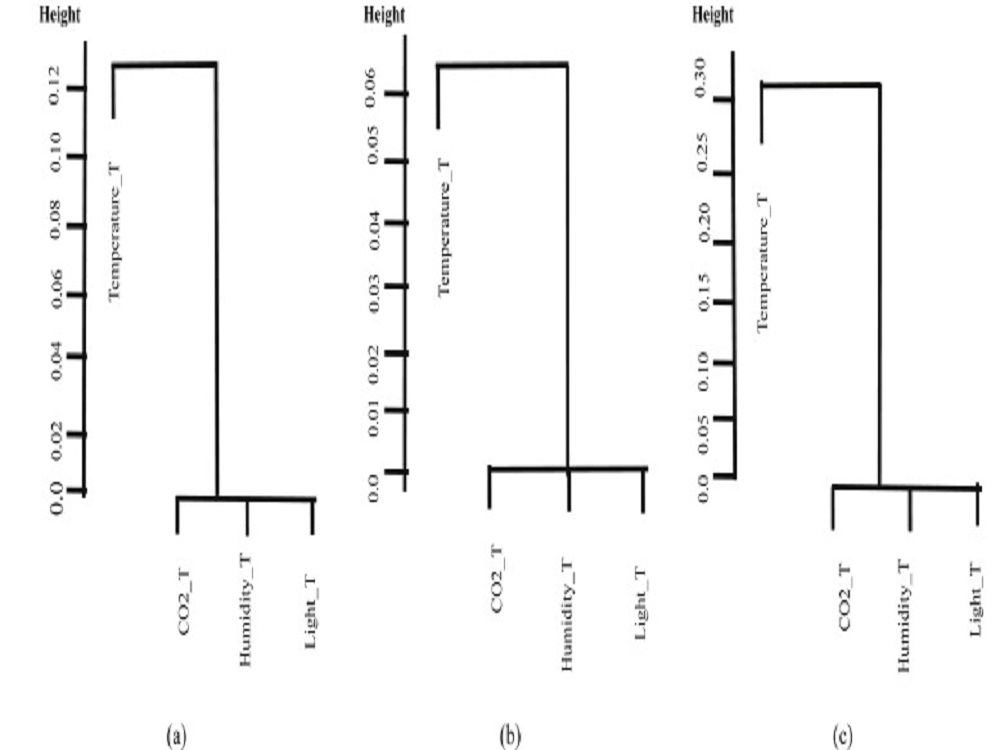 Height
0.12
0.10
0.08
0.06
0.04
0.02
0.0
Temperature_T
CO2_T
Humidity_T
Light_T
(a)
Height
0.06
0.05
0.04
0.03
0.02
0.01
0.0
Temperature_T
CO2_T
Humidity_T
Light_T
(b)
Height
0.30
0.25
0.20
0.15
0.10
0.05
0.0
Temperature_T
CO2_T
Humidity_T
Light_T
(c)